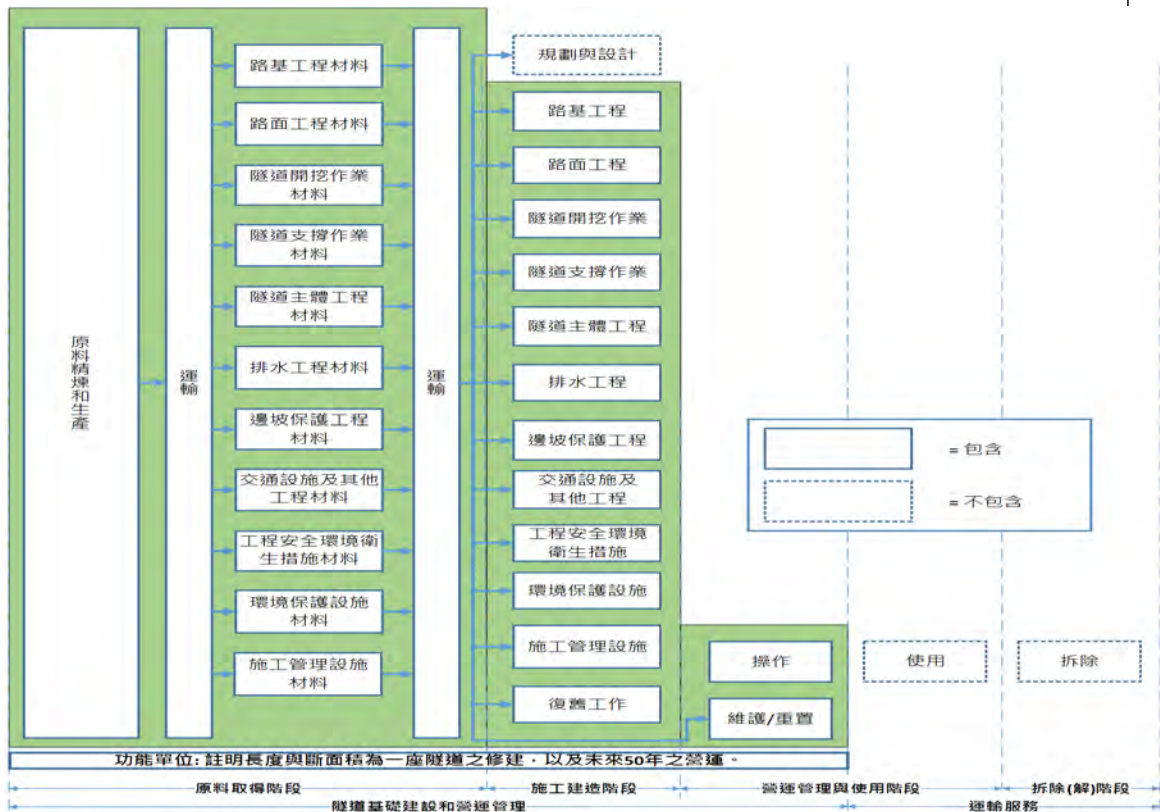 原料精煉和生產
運輸
路基工程材料
路面工程材料
隧道開挖作業
材料
隧道支撐作業
材料
隧道主體工程
材料
排水工程材料
邊坡保護工程
材料
交通設施及其他
工程材料
工程安全環境衛
生措施材料
環境保護設施
材料
施工管理設施
材料
運輸
規劃與設計
路基工程
路面工程
隧道開挖作業
隧道支撐作業
隧道主體工程
排水工程
邊坡保護工程
交通設施及
其他工程
工程安全環境
衛生措施
環境保護設施
施工管理設施
復舊工作
操作
維護/重置
使用
拆除
= 包含
= 不包含
功能單位: 註明長度與斷面積為一座隧道之修建，以及未來50年之營運。
原料取得階段
施工建造階段
營運管理與使用階段
拆除(解)階段
隧道基礎建設和營運管理
運輸服務